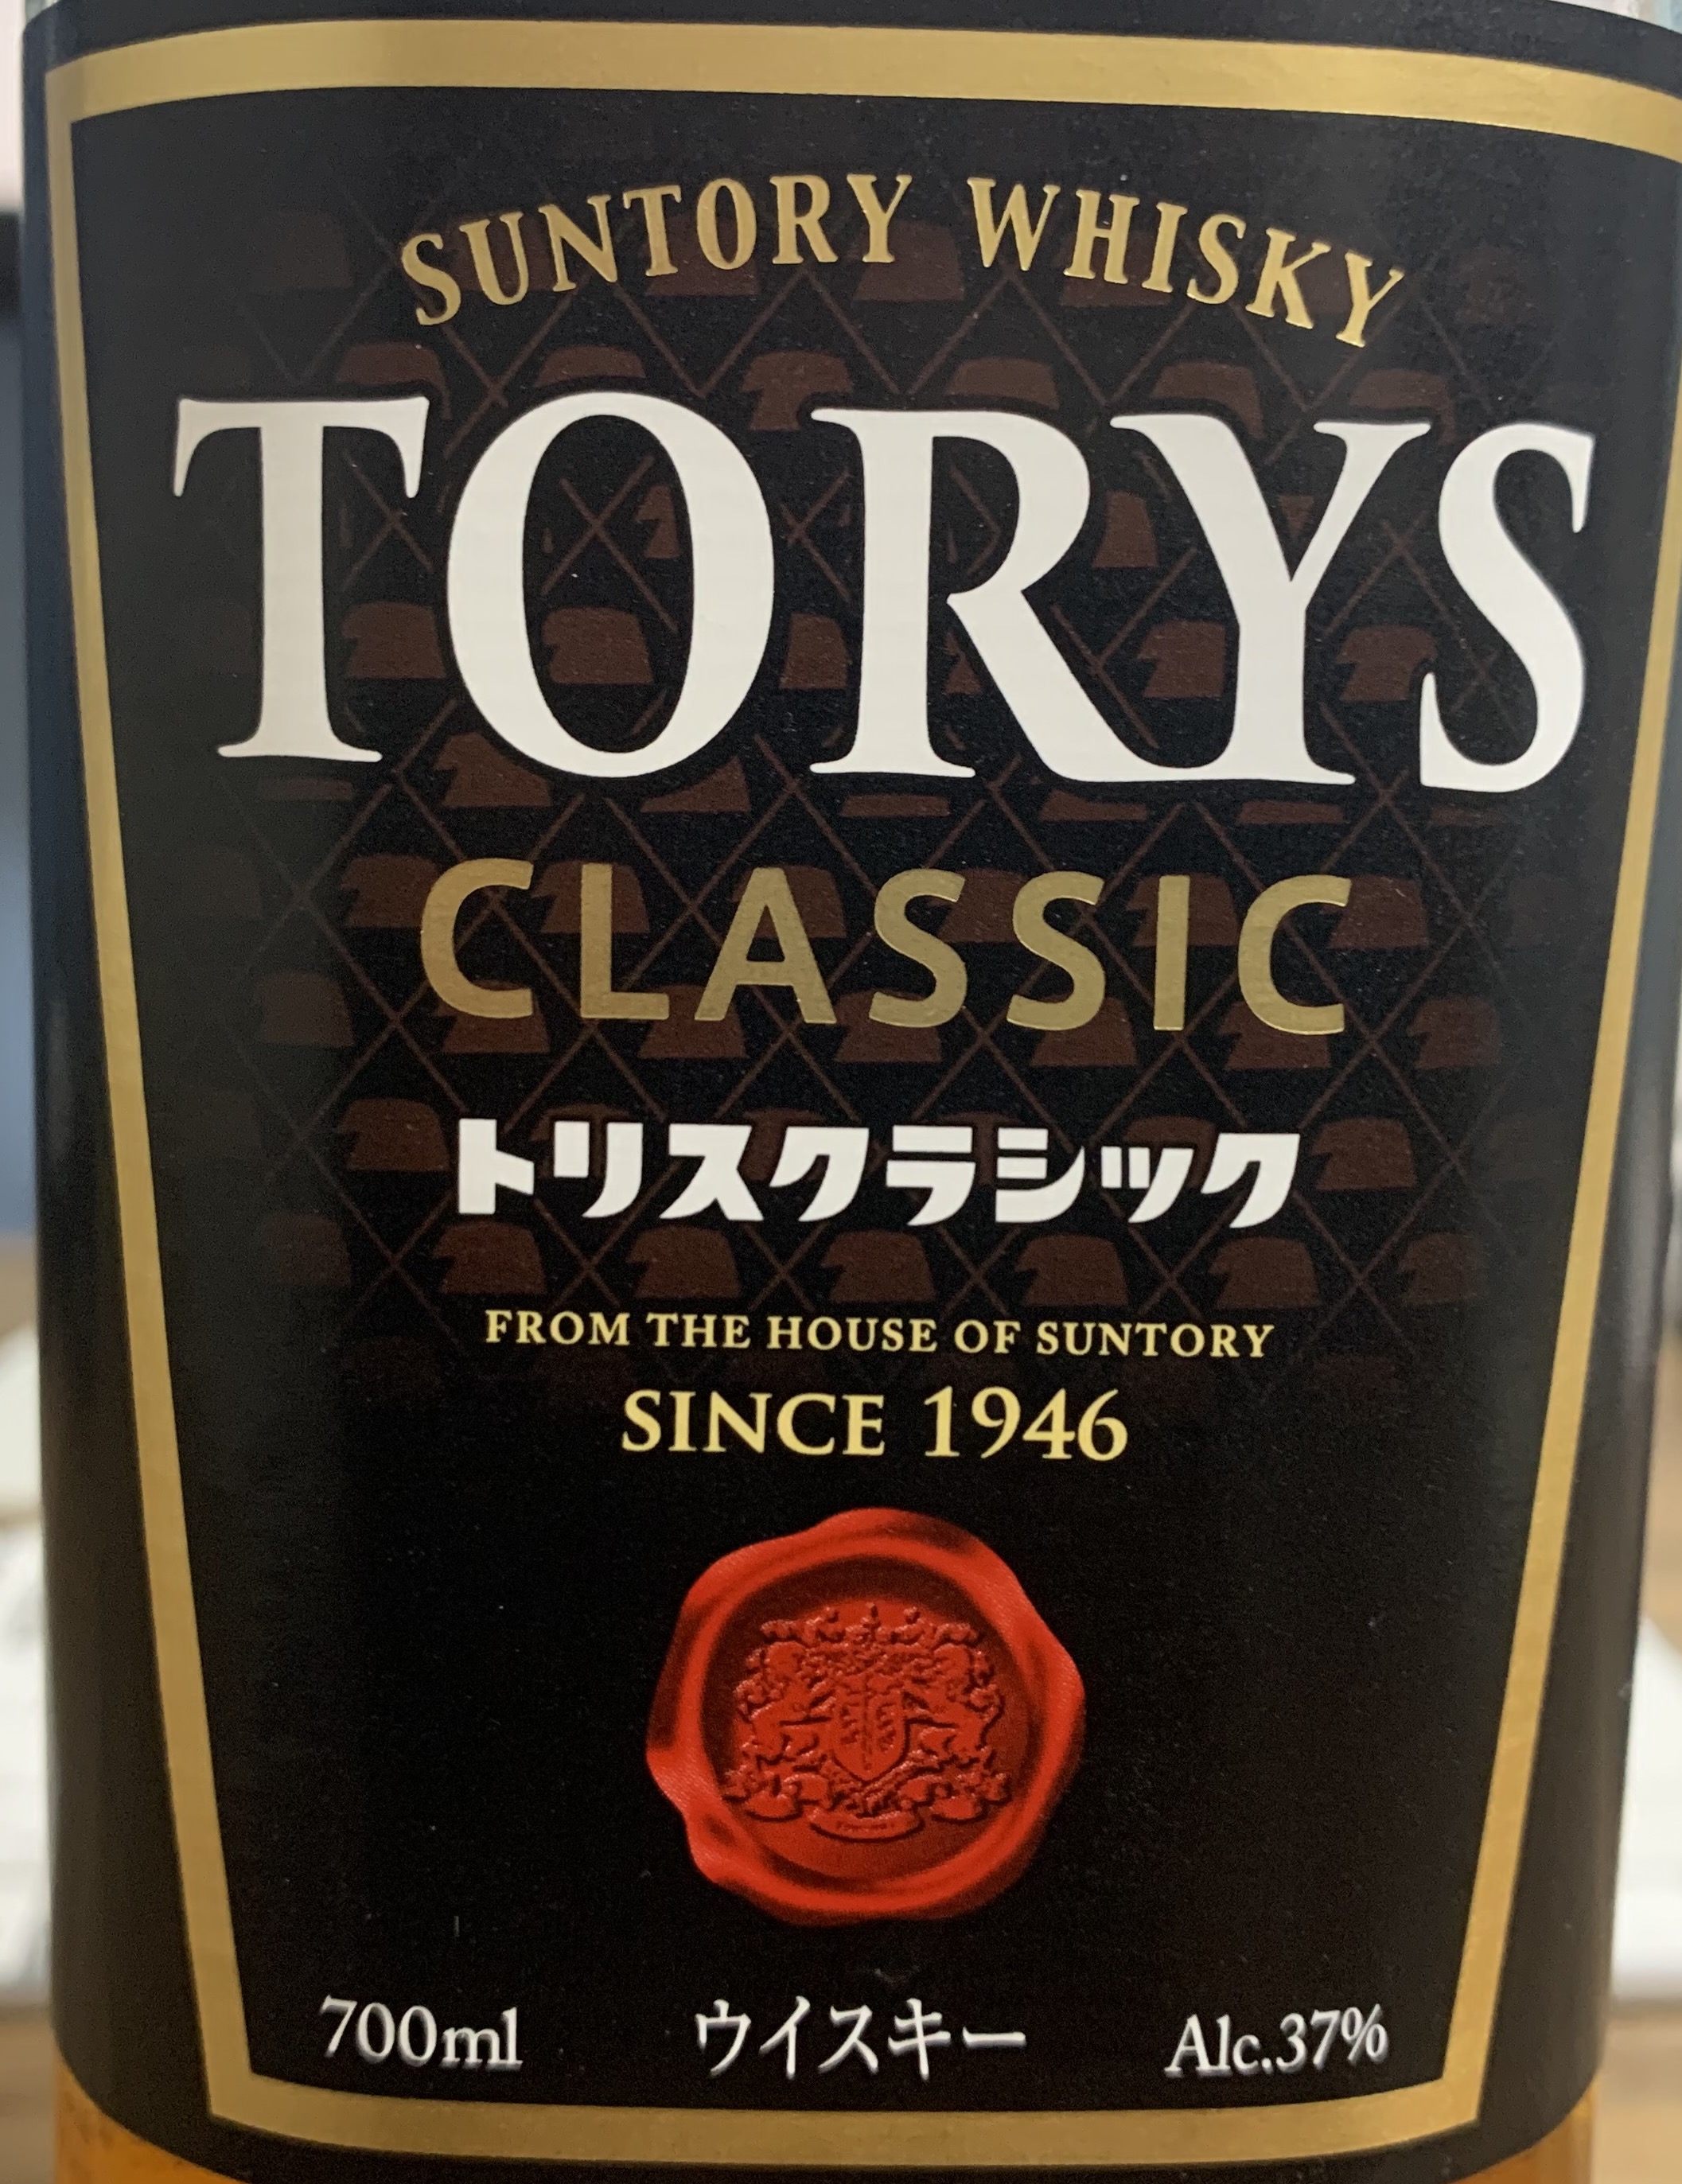 SUNTORY WHISKY
TORYS
CLASSIC
トリスクラシック
FROM THE HOUSE OF SUNTORY
SINCE 1946
700ml ウイスキー Alc.37%